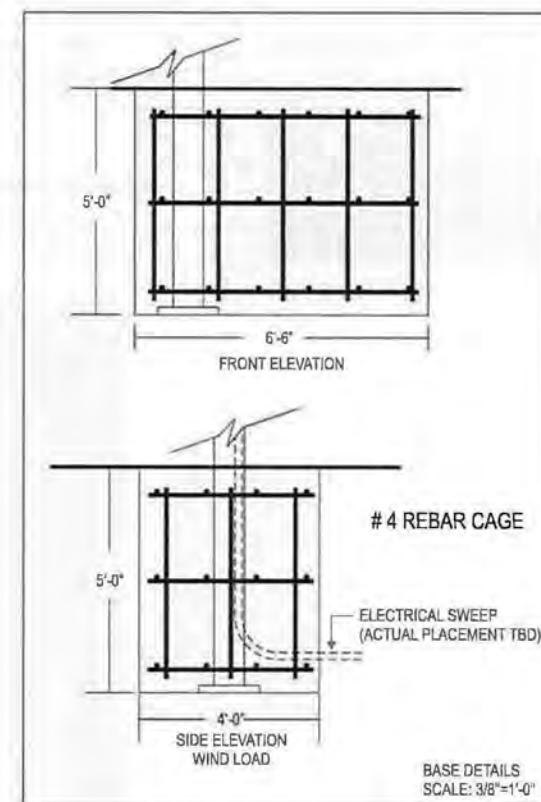 5'-0"
6'-6"
FRONT ELEVATION
# 4 REBAR CAGE
5'-0"
ELECTRICAL SWEEP
(ACTUAL PLACEMENT TBD)
4'-0"
SIDE ELEVATION
WIND LOAD
BASE DETAILS
SCALE: 3/8"=1'-0"